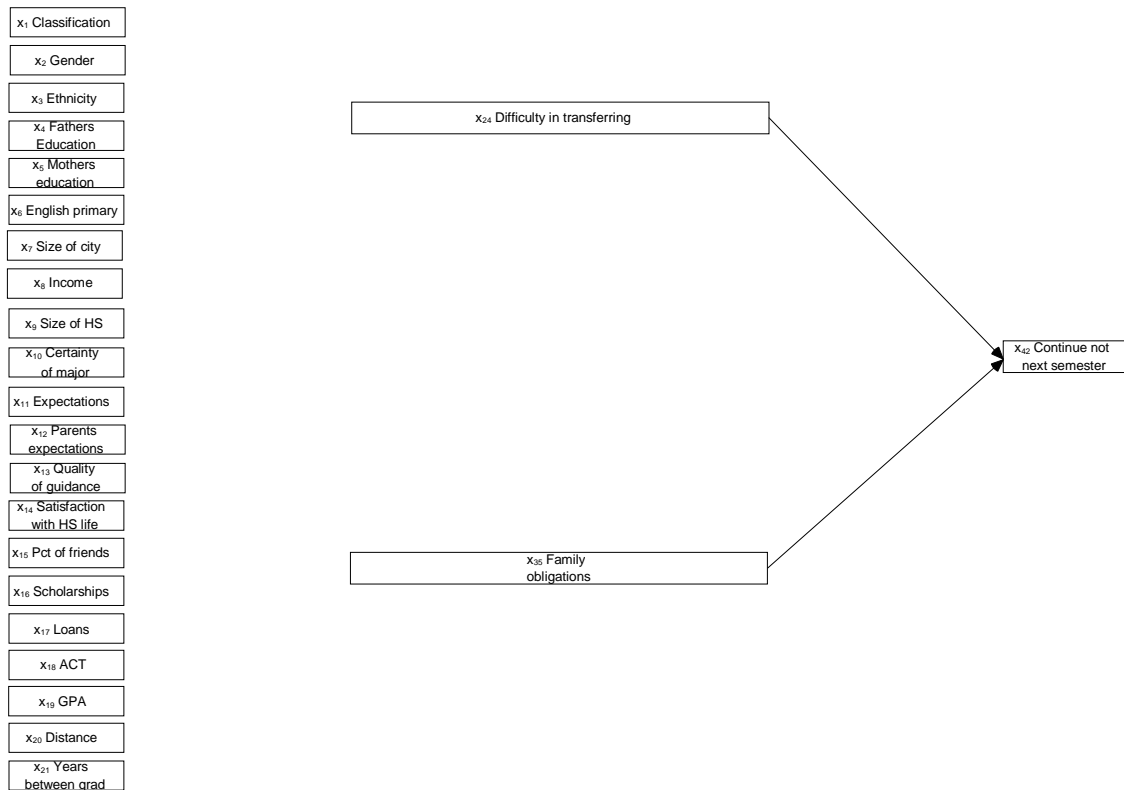 x₁ Classification
x₂ Gender
x₃ Ethnicity
x₄ Fathers
Education
x₅ Mothers
education
x₆ English primary
x₇ Size of city
x₈ Income
x₉ Size of HS
x₁₀ Certainty
of major
x₁₁ Expectations
x₁₂ Parents
expectations
x₁₃ Quality
of guidance
x₁₄ Satisfaction
with HS life
x₁₅ Pct of friends
x₁₆ Scholarships
x₁₇ Loans
x₁₈ ACT
x₁₉ GPA
x₂₀ Distance
x₂₁ Years
between grad
x₂₄ Difficulty in transferring
x₃₅ Family
obligations
x₄₂ Continue not
next semester